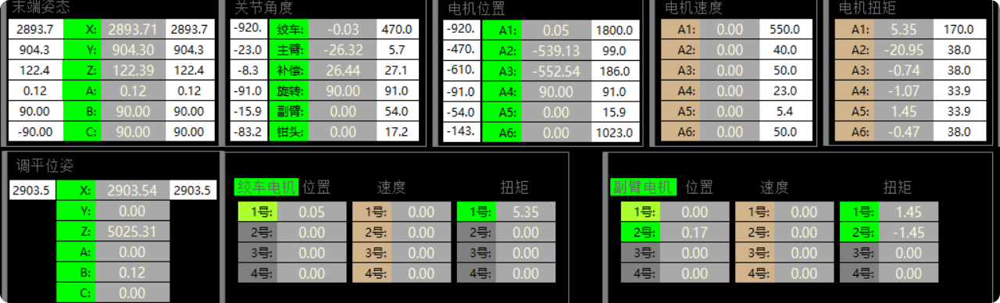 末端姿态 关节角度 电机位置 电机速度 电机扭矩
2893.7 X: 2893.71 2893.7 -920. 绞车: -0.03 470.0 -920. A1: 0.05 1800.0 A1: 0.00 550.0 A1: 5.35 170.0
904.3 Y: 904.30 904.3 -23.0 主臂: -26.32 5.7 -470. A2: -539.13 99.0 A2: 0.00 40.0 A2: -20.95 38.0
122.4 Z: 122.39 122.4 -8.3 补偿: 26.44 27.1 -610. A3: -552.54 186.0 A3: 0.00 50.0 A3: -0.74 38.0
0.12 A: 0.12 0.12 -91.0 旋转: 90.00 91.0 -91.0 A4: 90.00 91.0 A4: 0.00 23.0 A4: -1.07 33.9
90.00 B: 90.00 90.00 -15.9 副臂: 0.00 54.0 -54.0 A5: 0.00 15.9 A5: 0.00 5.4 A5: 1.45 33.9
-90.00 C: 90.00 90.00 -83.2 钳头: 0.00 17.2 -143. A6: 0.00 1023.0 A6: 0.00 50.0 A6: -0.47 38.0
调平位姿
2903.5 X: 2903.54 2903.5
Y: 0.00
Z: 5025.31
A: 0.00
B: 0.12
C: 0.00
绞车电机 位置 速度 扭矩
1号: 0.05 1号: 0.00 1号: 5.35
2号: 0.00 2号: 0.00 2号: 0.00
3号: 0.00 3号: 0.00 3号: 0.00
4号: 0.00 4号: 0.00 4号: 0.00
副臂电机 位置 速度 扭矩
1号: 0.00 1号: 0.00 1号: 1.45
2号: 0.17 2号: 0.00 2号: -1.45
3号: 0.00 3号: 0.00 3号: 0.00
4号: 0.00 4号: 0.00 4号: 0.00